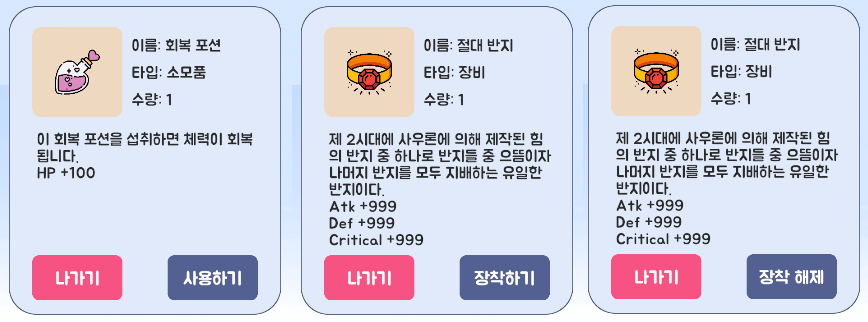 이름: 회복 포션
타입: 소모품
수량: 1
이 회복 포션을 섭취하면 체력이 회복
됩니다.
HP +100
나가기
사용하기
이름: 절대 반지
타입: 장비
수량: 1
제 2시대에 사우론에 의해 제작된 힘
의 반지 중 하나로 반지들 중 으뜸이자
나머지 반지를 모두 지배하는 유일한
반지이다.
Atk +999
Def +999
Critical +999
나가기
장착하기
이름: 절대 반지
타입: 장비
수량: 1
제 2시대에 사우론에 의해 제작된 힘
의 반지 중 하나로 반지들 중 으뜸이자
나머지 반지를 모두 지배하는 유일한
반지이다.
Atk +999
Def +999
Critical +999
나가기
장착 해제